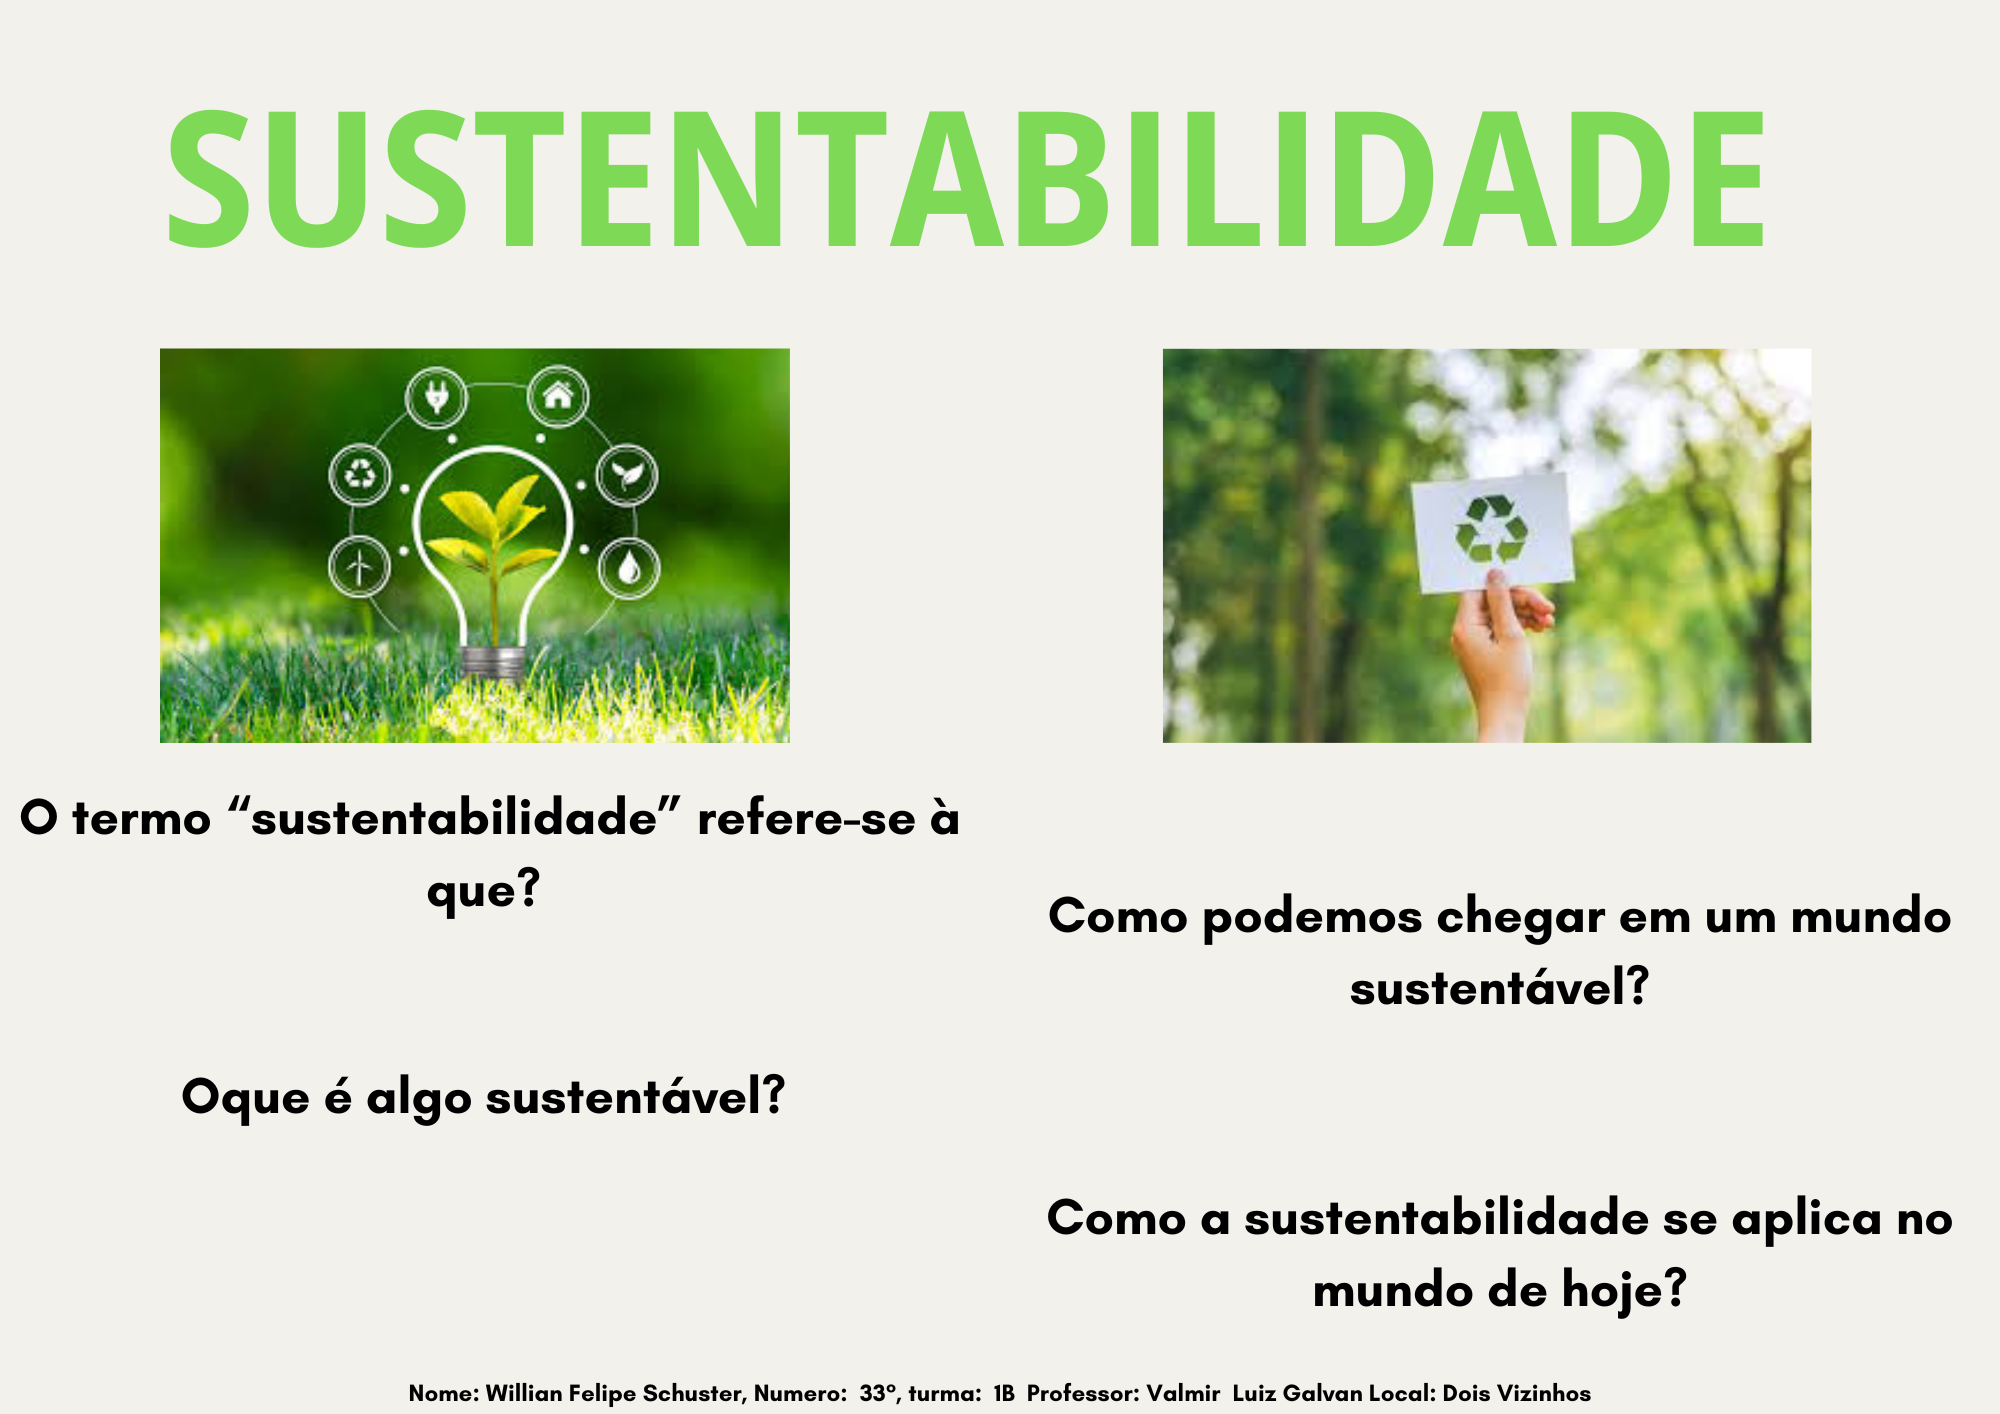 SUSTENTABILIDADE
O termo “sustentabilidade” refere-se à
que?
Oque é algo sustentável?
Como podemos chegar em um mundo
sustentável?
Como a sustentabilidade se aplica no
mundo de hoje?
Nome: Willian Felipe Schuster, Numero:  33º, turma:  1B  Professor: Valmir  Luiz Galvan Local: Dois Vizinhos